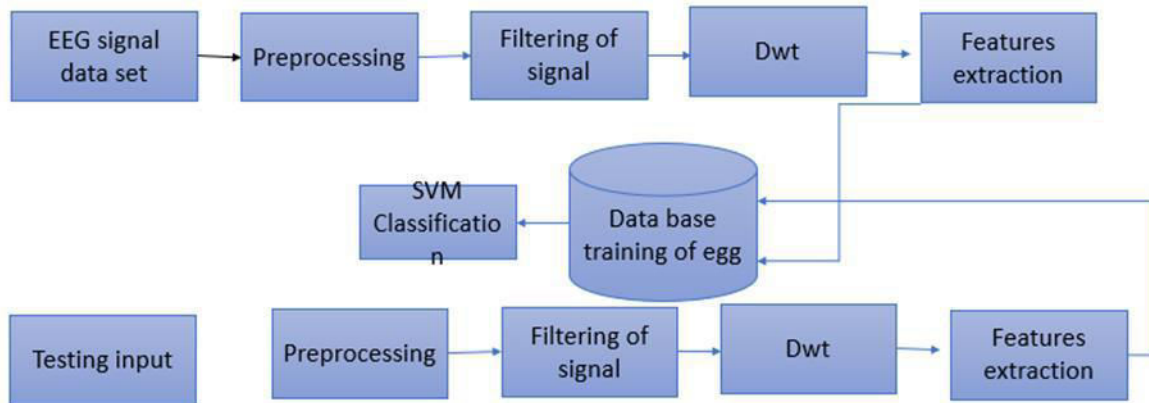 EEG signal
data set
Preprocessing
Filtering of
signal
Dwt
Features
extraction
SVM
Classificatio
n
Data base
training of egg
Testing input
Preprocessing
Filtering of
signal
Dwt
Features
extraction